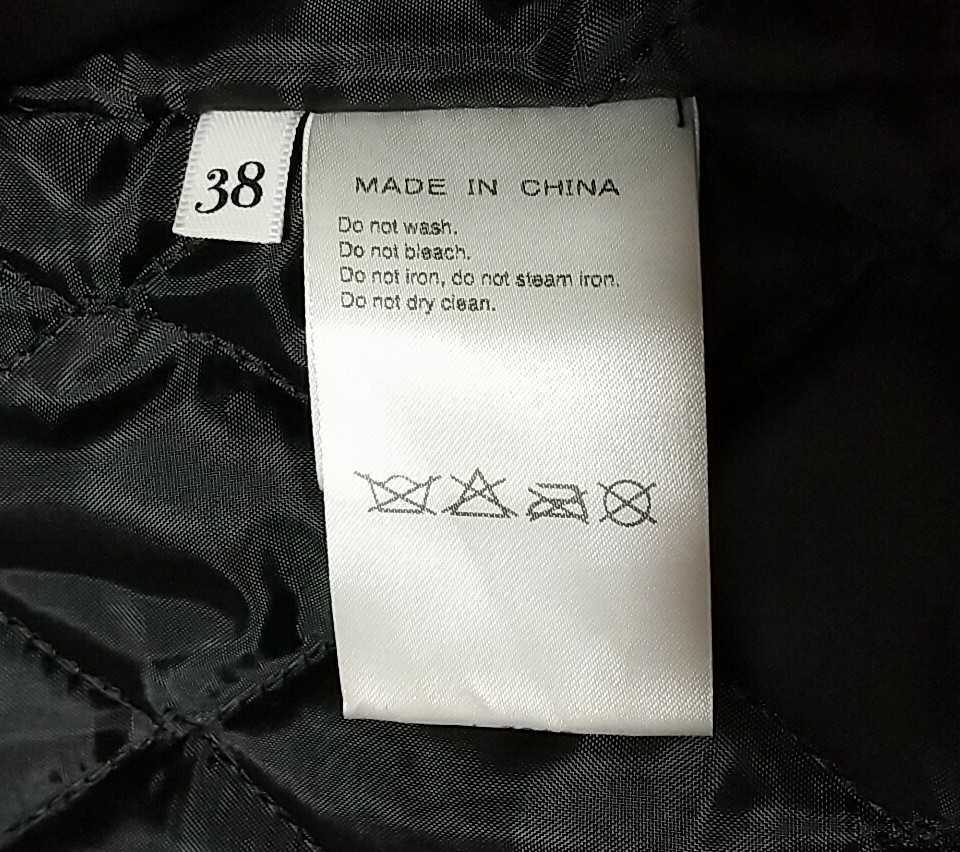 38
MADE IN CHINA
Do not wash.
Do not bleach.
Do not iron, do not steam iron.
Do not dry clean.